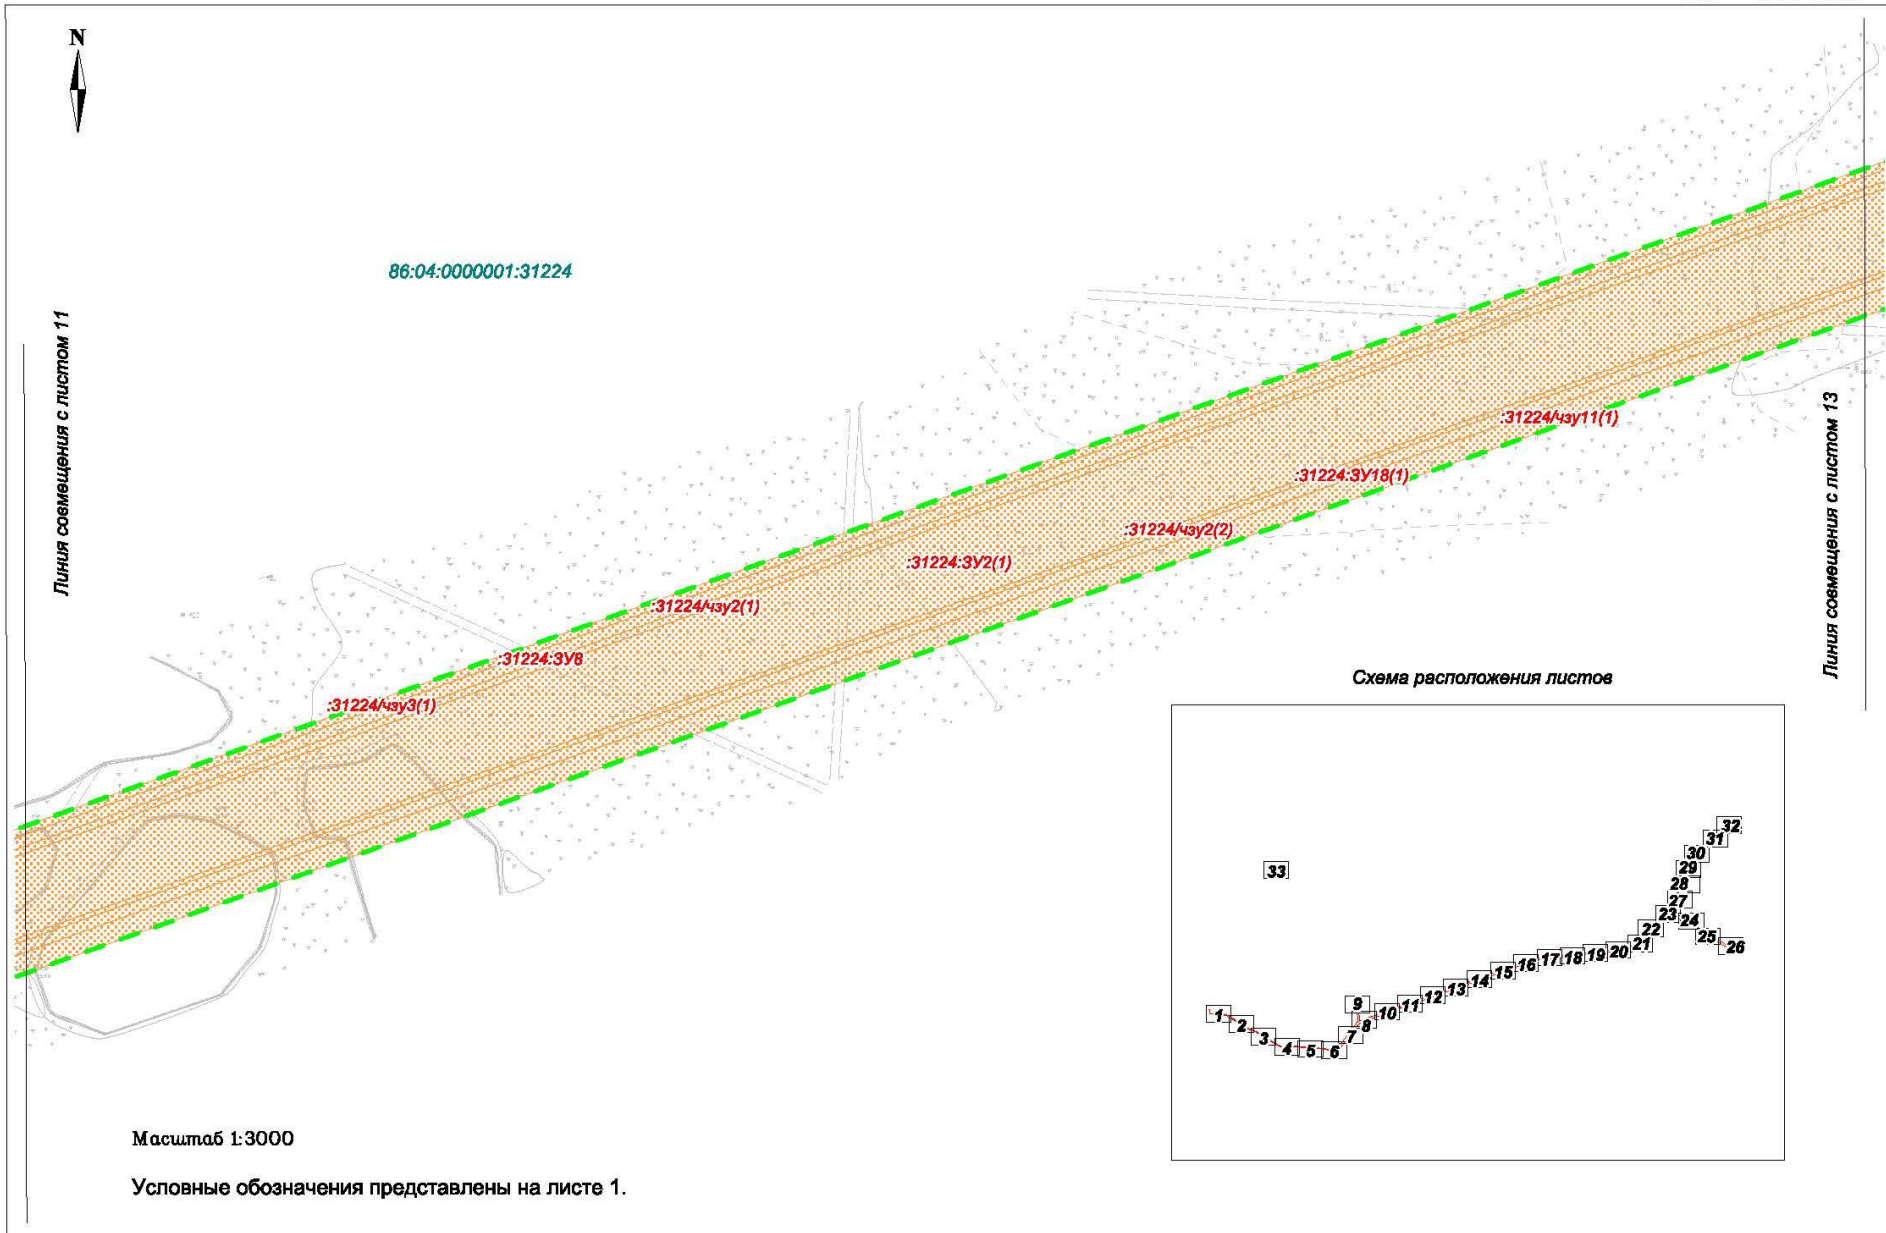 N
86:04:0000001:31224
Линия совмещения с листом 11
:31224/чзу11(1)
Линия совмещения с листом 13
:31224:ЗУ18(1)
:31224/чзу2(2)
:31224:ЗУ2(1)
:31224/чзу2(1)
:31224:ЗУ8
:31224/чзу3(1)
Схема расположения листов
32
31
30
29
33
28
27
23
24
22
25
21
26
20
19
18
17
16
15
14
13
12
11
10
9
8
7
6
5
4
3
2
1
Масштаб 1:3000
Условные обозначения представлены на листе 1.